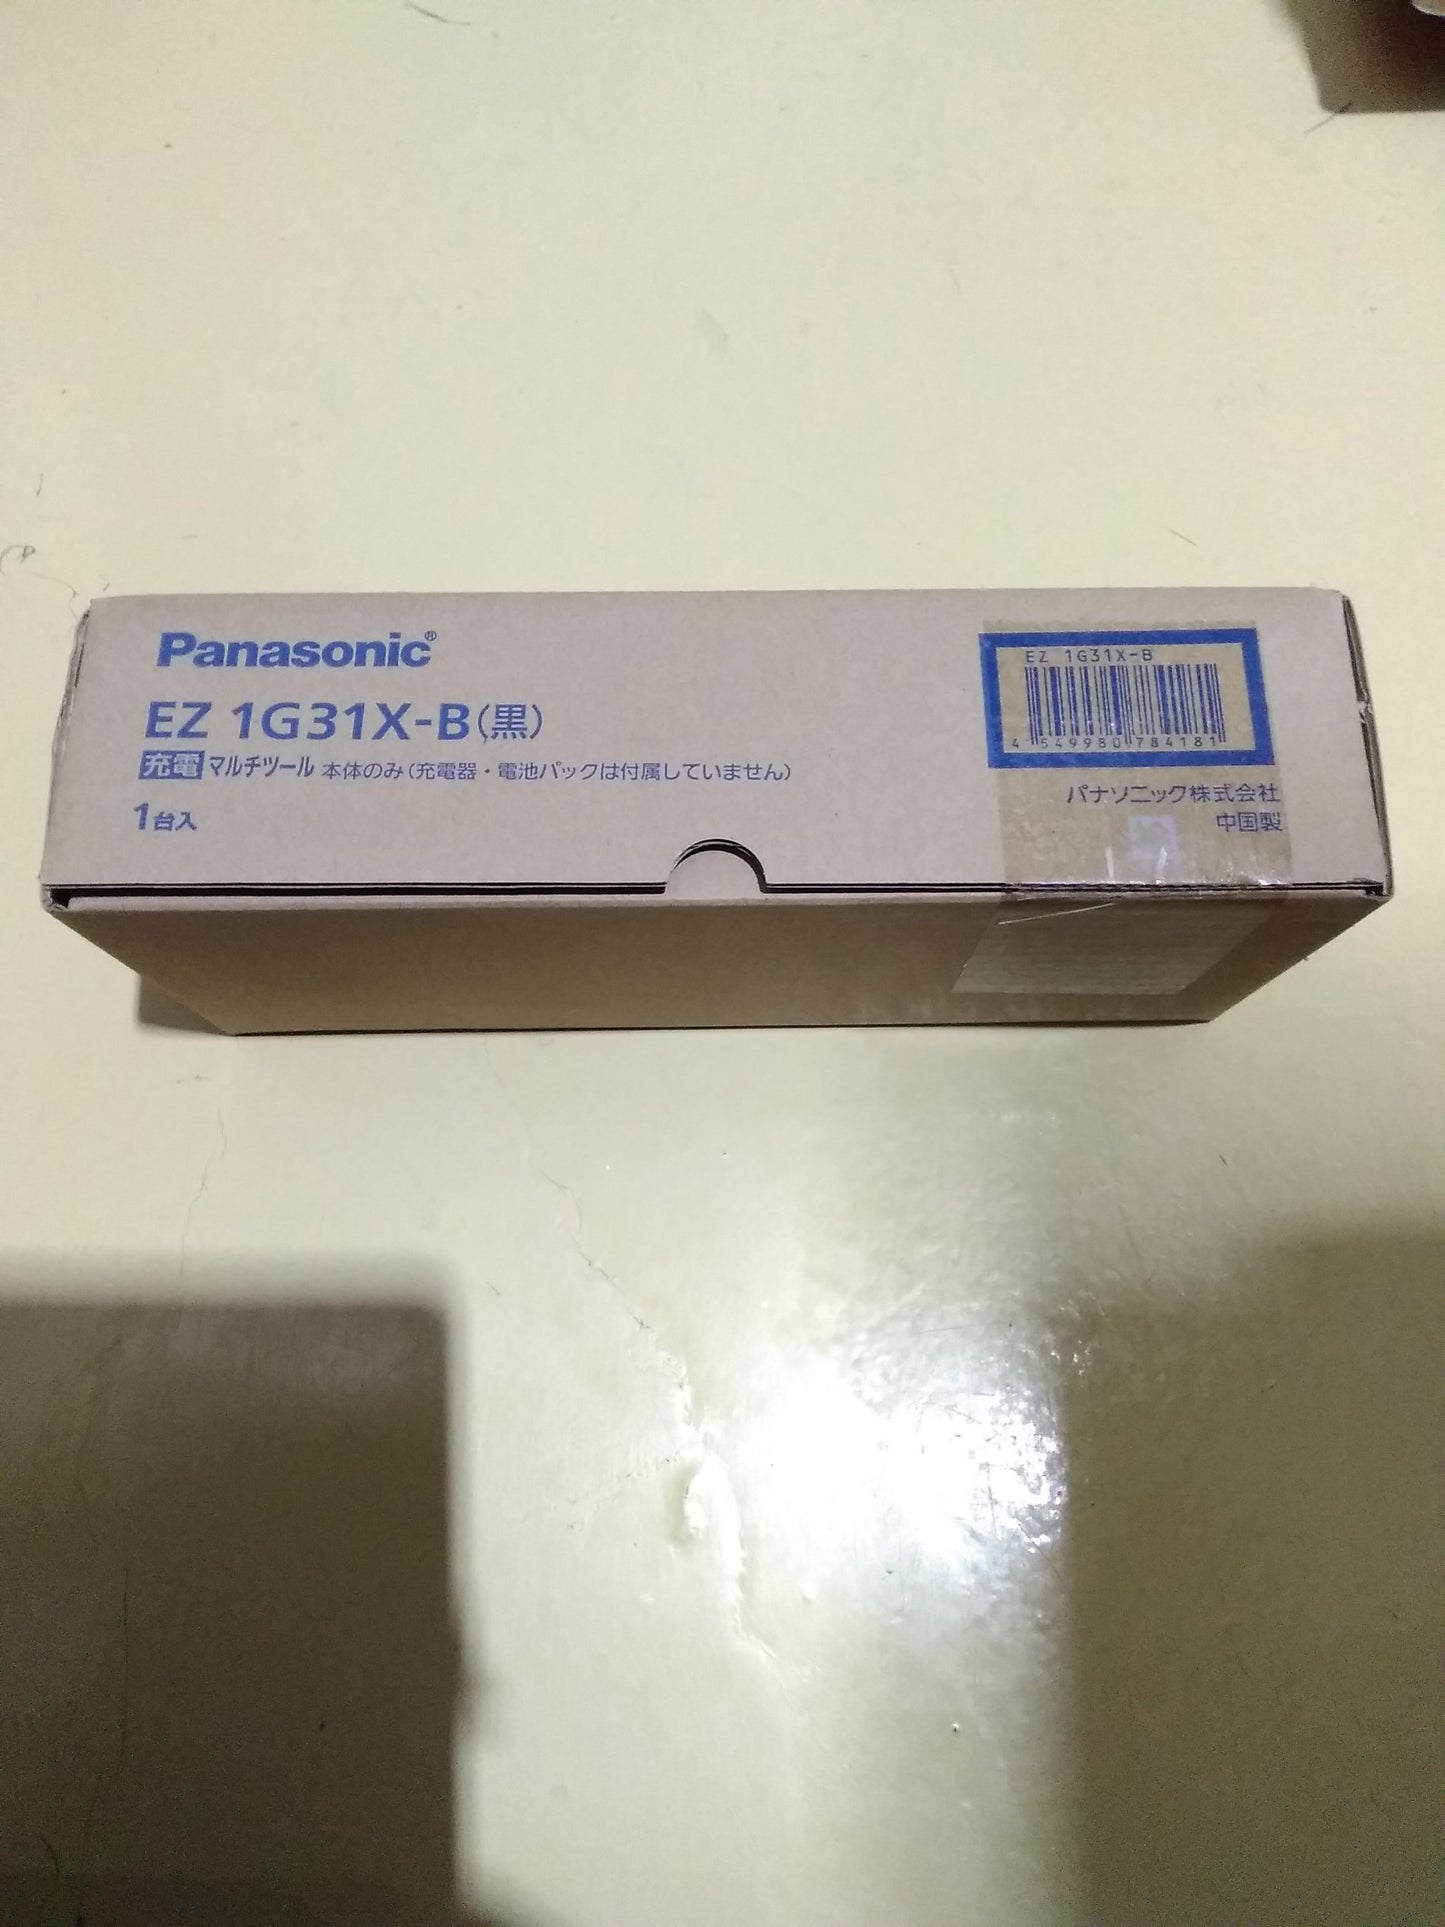 Panasonic®
EZ 1G31X-B(黒)
充電 マルチツール 本体のみ(充電器・電池パックは付属していません)
1台入
EZ 1G31X-B
4 549980 784181
パナソニック株式会社
中国製